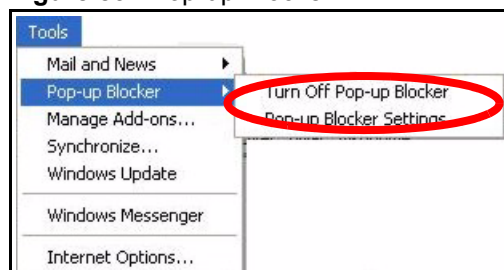 Tools
Mail and News
Pop-up Blocker
Turn Off Pop-up Blocker
Pop-up Blocker Settings
Manage Add-ons...
Synchronize...
Windows Update
Windows Messenger
Internet Options...